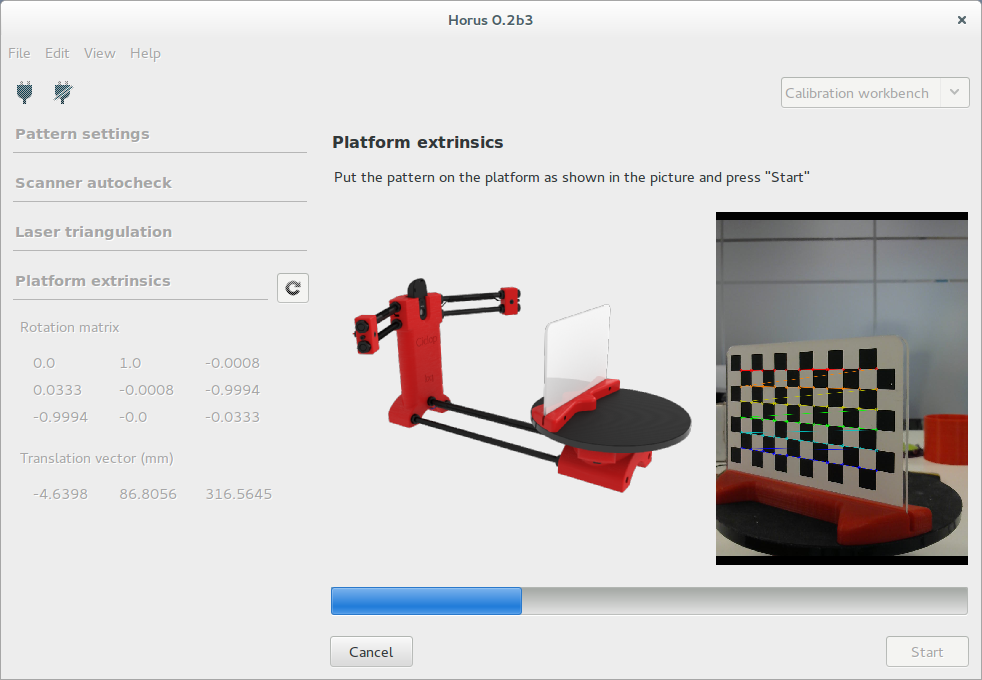 Horus 0.2b3
File Edit View Help
Calibration workbench
Pattern settings
Scanner autocheck
Laser triangulation
Platform extrinsics
Rotation matrix
0.0 1.0 -0.0008
0.0333 -0.0008 -0.9994
-0.9994 -0.0 -0.0333
Translation vector (mm)
-4.6398 86.8056 316.5645
Platform extrinsics
Put the pattern on the platform as shown in the picture and press "Start"
Cancel
Start